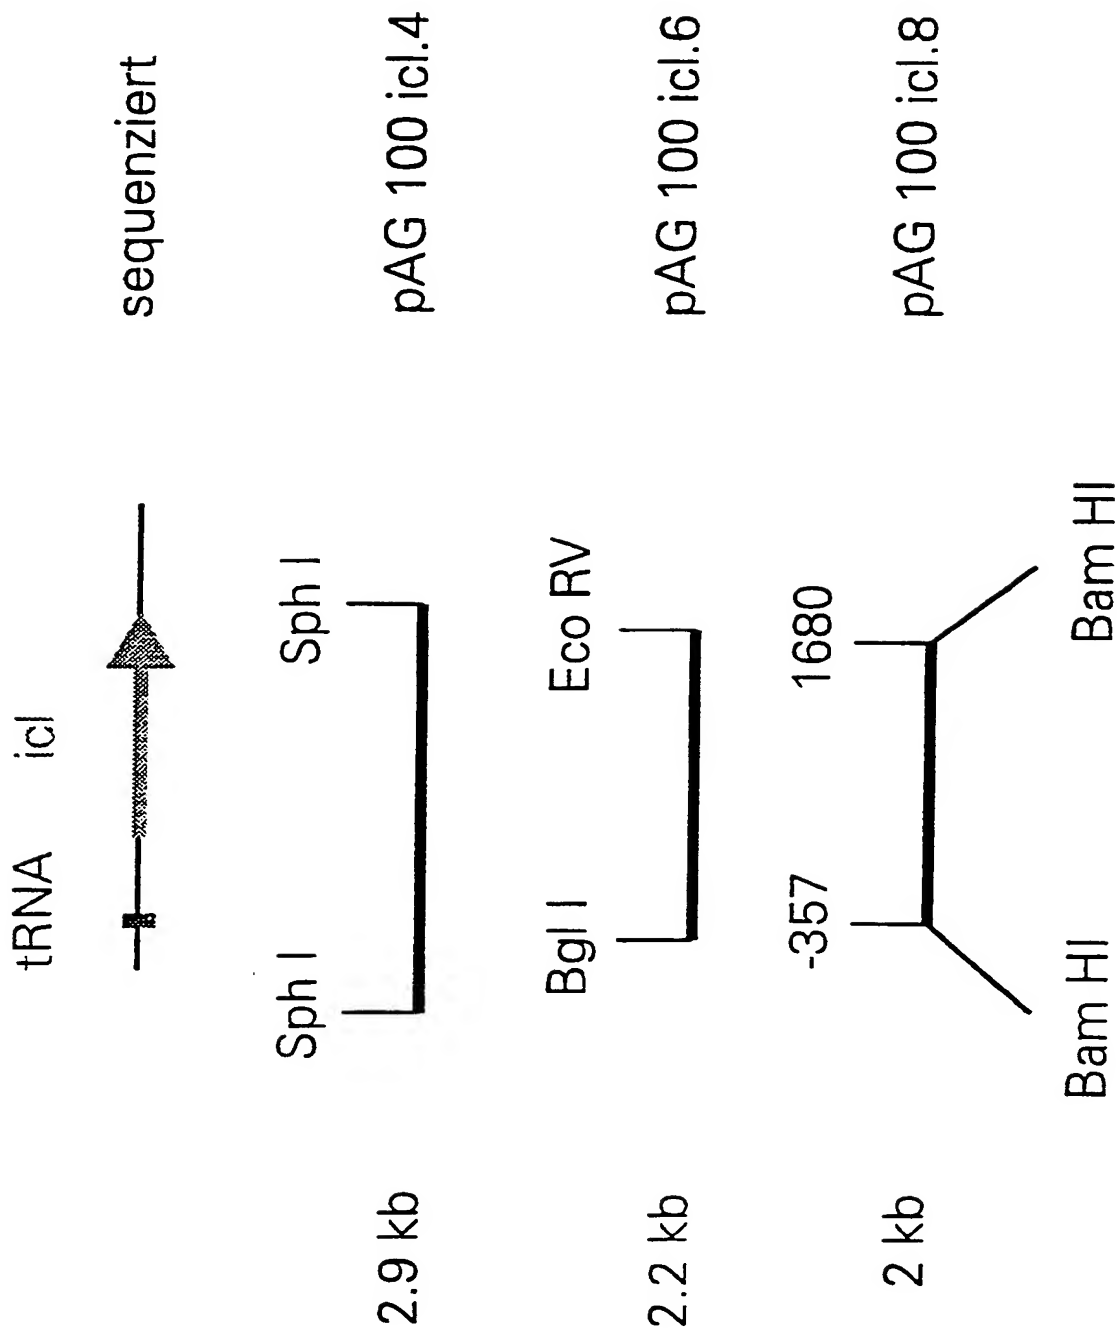 tRNA icl
sequenziert
Sph I Sph I
2.9 kb
pAG 100 icl.4
Bgl I Eco RV
2.2 kb
pAG 100 icl.6
-357 1680
2 kb
pAG 100 icl.8
Bam HI Bam HI